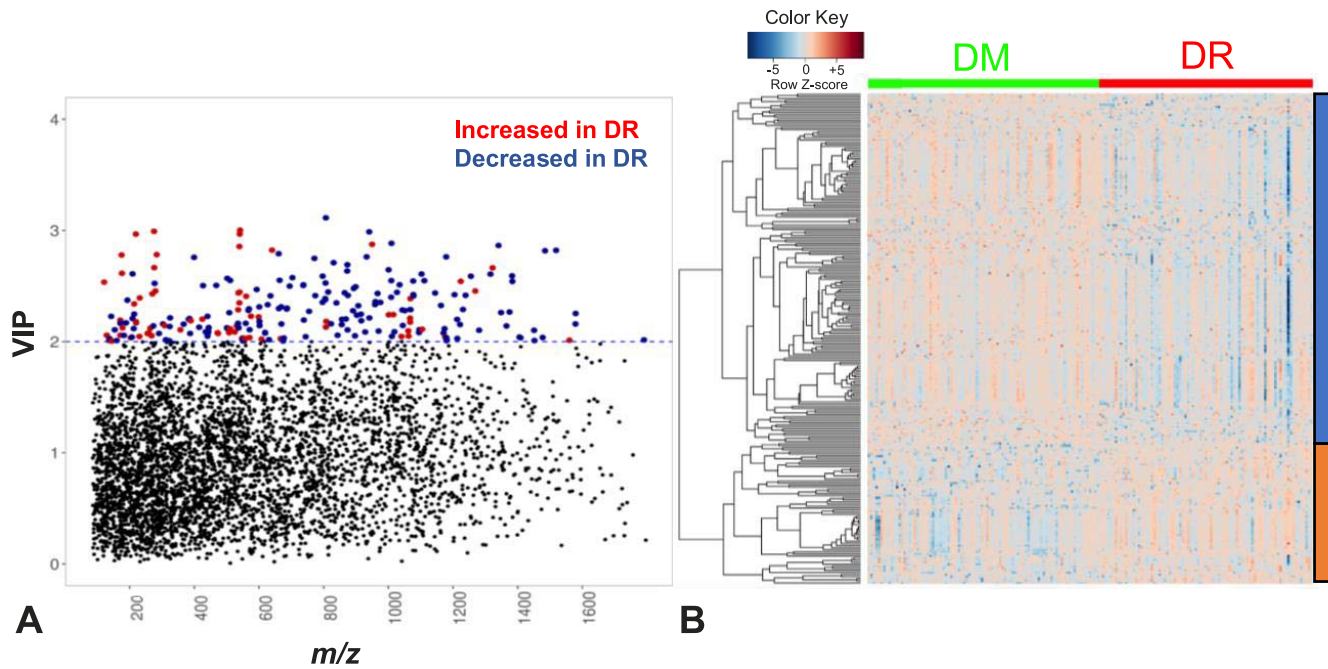 Color Key
-5 0 +5
Row Z-score
DM DR
Increased in DR
Decreased in DR
VIP
4
3
2
1
0
200 400 600 800 1000 1200 1400 1600
m/z
A
B